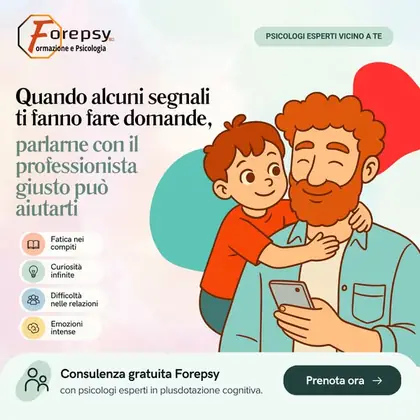 Forepsy
Formazione e Psicologia
PSICOLOGI ESPERTI VICINO A TE
Quando alcuni segnali
ti fanno fare domande,
parlarne con il
professionista
giusto può
aiutarti
Fatica nei
compiti
Curiosità
infinite
Difficoltà
nelle relazioni
Emozioni
intense
Consulenza gratuita Forepsy
con psicologi esperti in plusdotazione cognitiva.
Prenota ora →